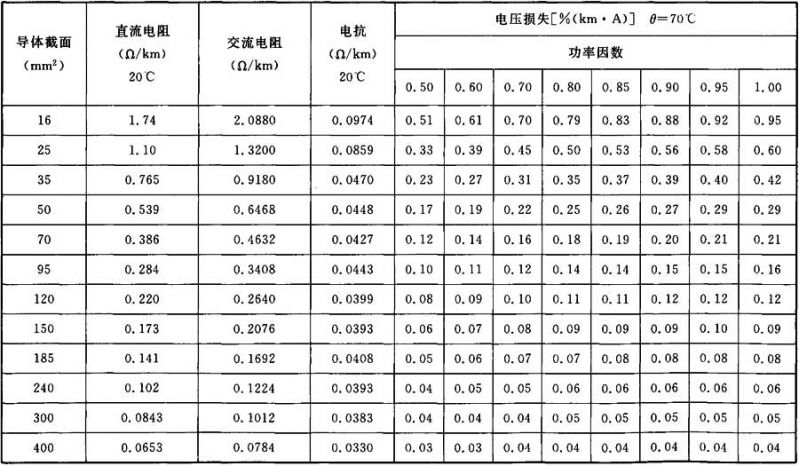 导体截面 (mm²) 直流电阻 (Ω/km) 20℃ 交流电阻 (Ω/km) 电抗 (Ω/km) 20℃ 电压损失[%(km·A)] θ=70℃
功率因数
0.50 0.60 0.70 0.80 0.85 0.90 0.95 1.00
16 1.74 2.0880 0.0974 0.51 0.61 0.70 0.79 0.83 0.88 0.92 0.95
25 1.10 1.3200 0.0859 0.33 0.39 0.45 0.50 0.53 0.56 0.58 0.60
35 0.765 0.9180 0.0470 0.23 0.27 0.31 0.35 0.37 0.39 0.40 0.42
50 0.539 0.6468 0.0448 0.17 0.19 0.22 0.25 0.26 0.27 0.29 0.29
70 0.386 0.4632 0.0427 0.12 0.14 0.16 0.18 0.19 0.20 0.21 0.21
95 0.284 0.3408 0.0443 0.10 0.11 0.12 0.14 0.14 0.15 0.15 0.16
120 0.220 0.2640 0.0399 0.08 0.09 0.10 0.11 0.11 0.12 0.12 0.12
150 0.173 0.2076 0.0393 0.06 0.07 0.08 0.09 0.09 0.09 0.10 0.09
185 0.141 0.1692 0.0408 0.05 0.06 0.07 0.07 0.08 0.08 0.08 0.08
240 0.102 0.1224 0.0393 0.04 0.05 0.05 0.06 0.06 0.06 0.06 0.06
300 0.0843 0.1012 0.0383 0.04 0.04 0.04 0.05 0.05 0.05 0.05 0.05
400 0.0653 0.0784 0.0330 0.03 0.03 0.04 0.04 0.04 0.04 0.04 0.04